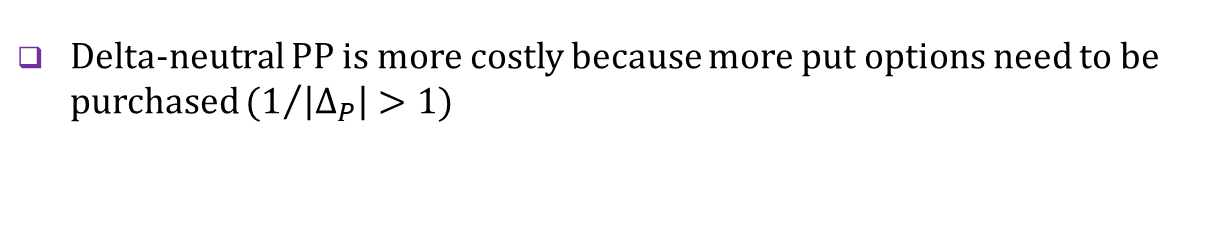 ❑ Delta-neutral PP is more costly because more put options need to be
purchased (1/|Δ_P| > 1)